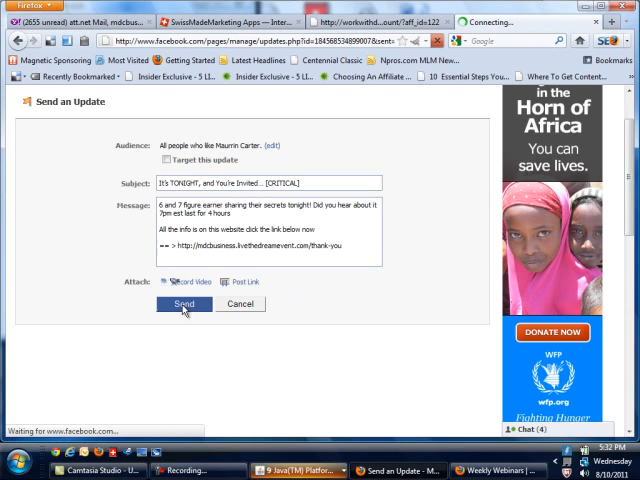 Firefox
(2655 unread) att.net Mail, mdcbus...
SwissMadeMarketing Apps — Inter...
http://workwithd...ount/?aff_id=122
Connecting...
http://www.facebook.com/pages/manage/updates.php?id=184568534899007&sent=
Google
SEO
Magnetic Sponsoring
Most Visited
Getting Started
Latest Headlines
Centennial Classic
Npros.com MLM New...
Bookmarks
Recently Bookmarked
Insider Exclusive - 5 LI...
Insider Exclusive - 5 LI...
Choosing An Affiliate ...
10 Essential Steps You...
Where To Get Content...
Send an Update
Audience: All people who like Maurrin Carter. (edit)
Target this update
Subject: It's TONIGHT, and You're Invited... [CRITICAL]
Message: 6 and 7 figure earner sharing their secrets tonight! Did you hear about it
7pm est last for 4 hours
All the info is on this website click the link below now
== > http://mdcbusiness.livethedreamevent.com/thank-you
Attach: Record Video Post Link
Send Cancel
in the
Horn of
Africa
You can
save lives.
DONATE NOW
WFP
wfp.org
Fighting Hunger
Chat (4)
Waiting for www.facebook.com...
5:32 PM
Wednesday
8/10/2011
Camtasia Studio - U...
Recording...
9 Java(TM) Platfor...
Send an Update - M...
Weekly Webinars | ...